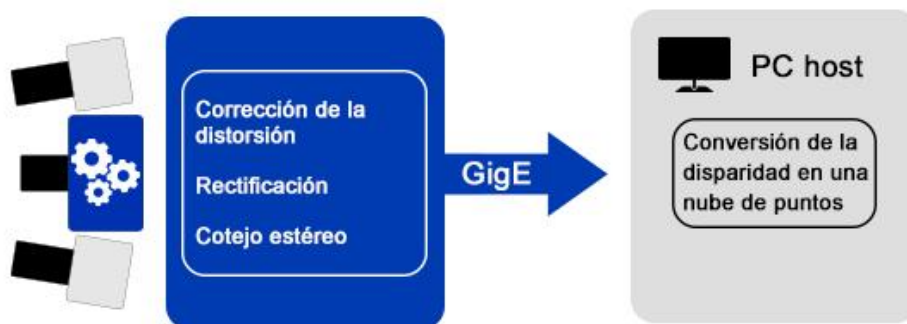 Corrección de la
distorsión
Rectificación
Cotejo estéreo
GigE
PC host
Conversión de la
disparidad en una
nube de puntos